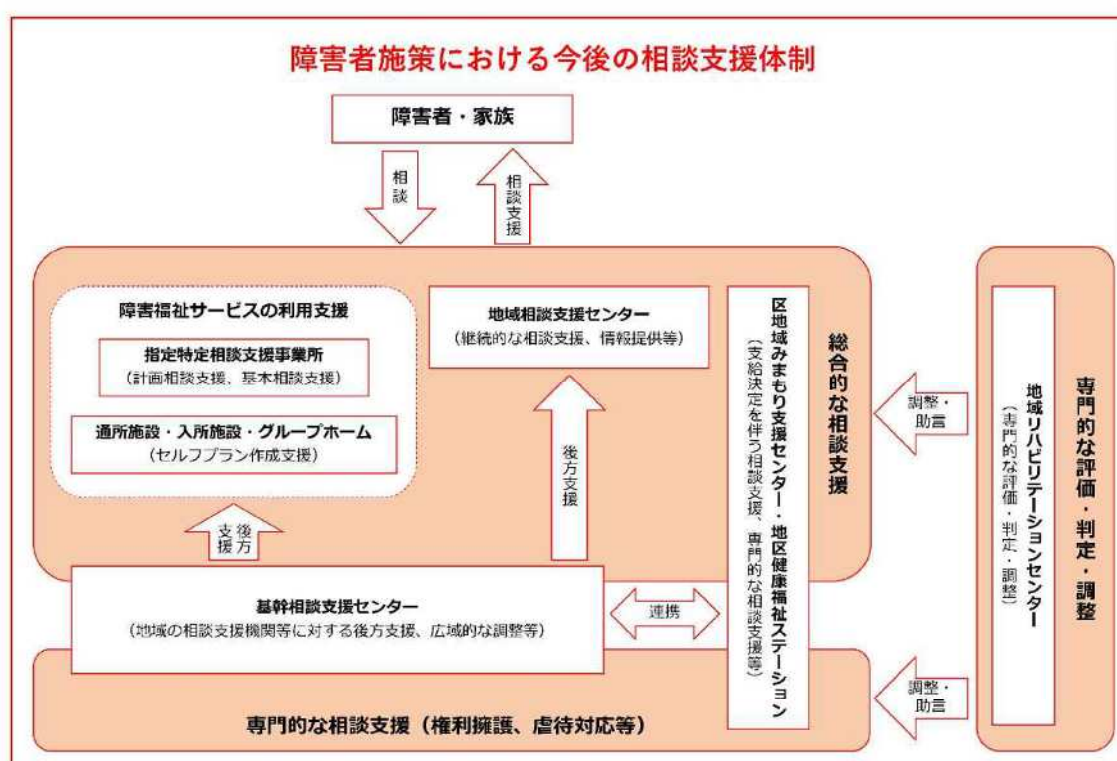 障害者施策における今後の相談支援体制
障害者・家族
相談
相談支援
障害福祉サービスの利用支援
指定特定相談支援事業所
（計画相談支援、基本相談支援）
通所施設・入所施設・グループホーム
（セルフプラン作成支援）
地域相談支援センター
（継続的な相談支援、情報提供等）
区地域みまもり支援センター・地区健康福祉ステーション
（支給決定を伴う相談支援、専門的な相談支援等）
総合的な相談支援
調整・
助言
地域リハビリテーションセンター
（専門的な評価・判定・調整）
専門的な評価・判定・調整
後方
支援
後方支援
基幹相談支援センター
（地域の相談支援機関等に対する後方支援、広域的な調整等）
連携
調整・
助言
専門的な相談支援（権利擁護、虐待対応等）